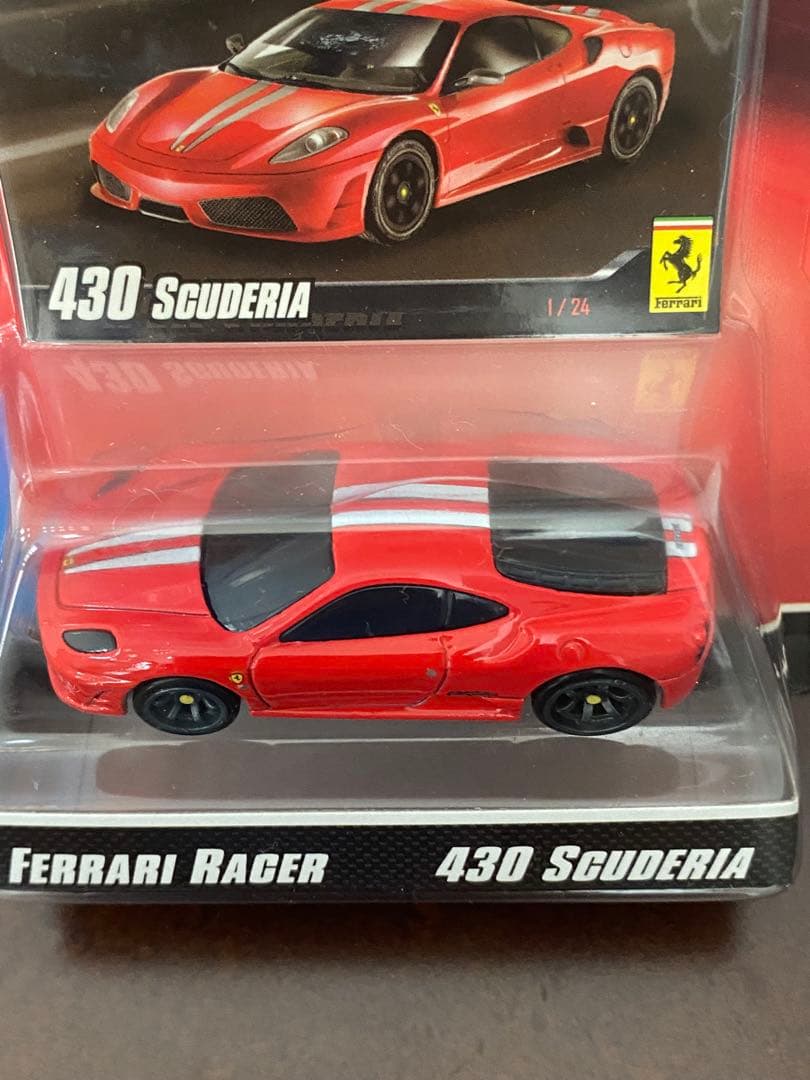 430 SCUDERIA
1/24
Ferrari
FERRARI RACER
430 SCUDERIA